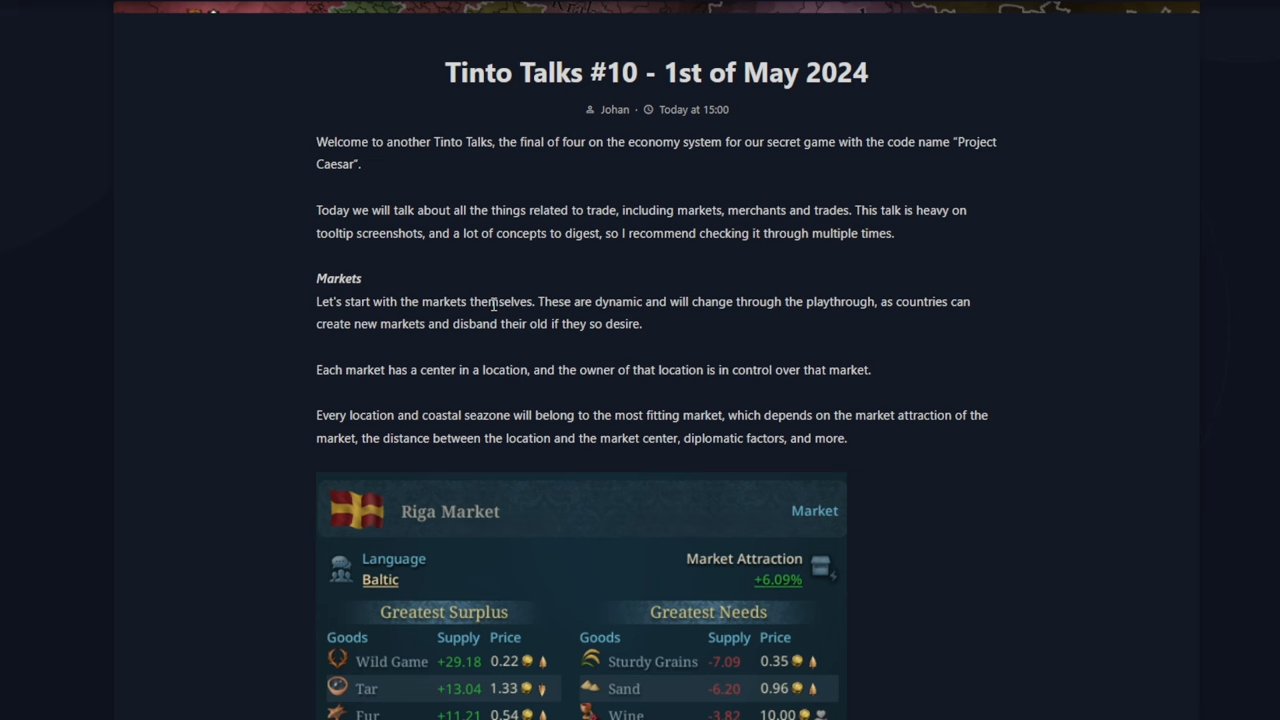 Tinto Talks #10 - 1st of May 2024
Johan · Today at 15:00
Welcome to another Tinto Talks, the final of four on the economy system for our secret game with the code name “Project
Caesar”.
Today we will talk about all the things related to trade, including markets, merchants and trades. This talk is heavy on
tooltip screenshots, and a lot of concepts to digest, so I recommend checking it through multiple times.
Markets
Let's start with the markets themselves. These are dynamic and will change through the playthrough, as countries can
create new markets and disband their old if they so desire.
Each market has a center in a location, and the owner of that location is in control over that market.
Every location and coastal seazone will belong to the most fitting market, which depends on the market attraction of the
market, the distance between the location and the market center, diplomatic factors, and more.
Riga Market Market
Language Market Attraction
Baltic +6.09%
Greatest Surplus Greatest Needs
Goods Supply Price Goods Supply Price
Wild Game +29.18 0.22 Sturdy Grains -7.09 0.35
Tar +13.04 1.33 Sand -6.20 0.96
Fur +11.21 0.54 Wine -3.82 10.00